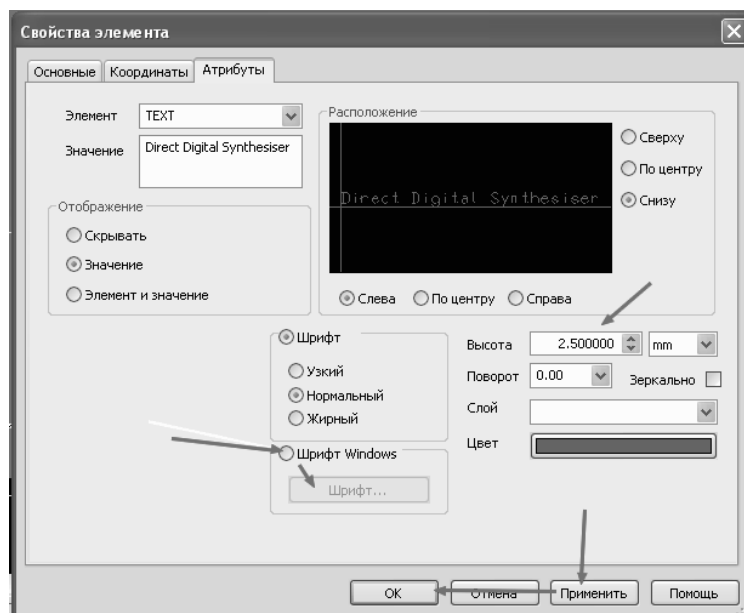 Свойства элемента
Основные Координаты Атрибуты
Элемент TEXT
Значение Direct Digital Synthesiser
Отображение
Скрывать
Значение
Элемент и значение
Расположение
Direct Digital Synthesiser
Сверху
По центру
Снизу
Слева По центру Справа
Шрифт
Узкий
Нормальный
Жирный
Шрифт Windows
Шрифт...
Высота 2.500000 mm
Поворот 0.00 Зеркально
Слой
Цвет
OK Отмена Применить Помощь